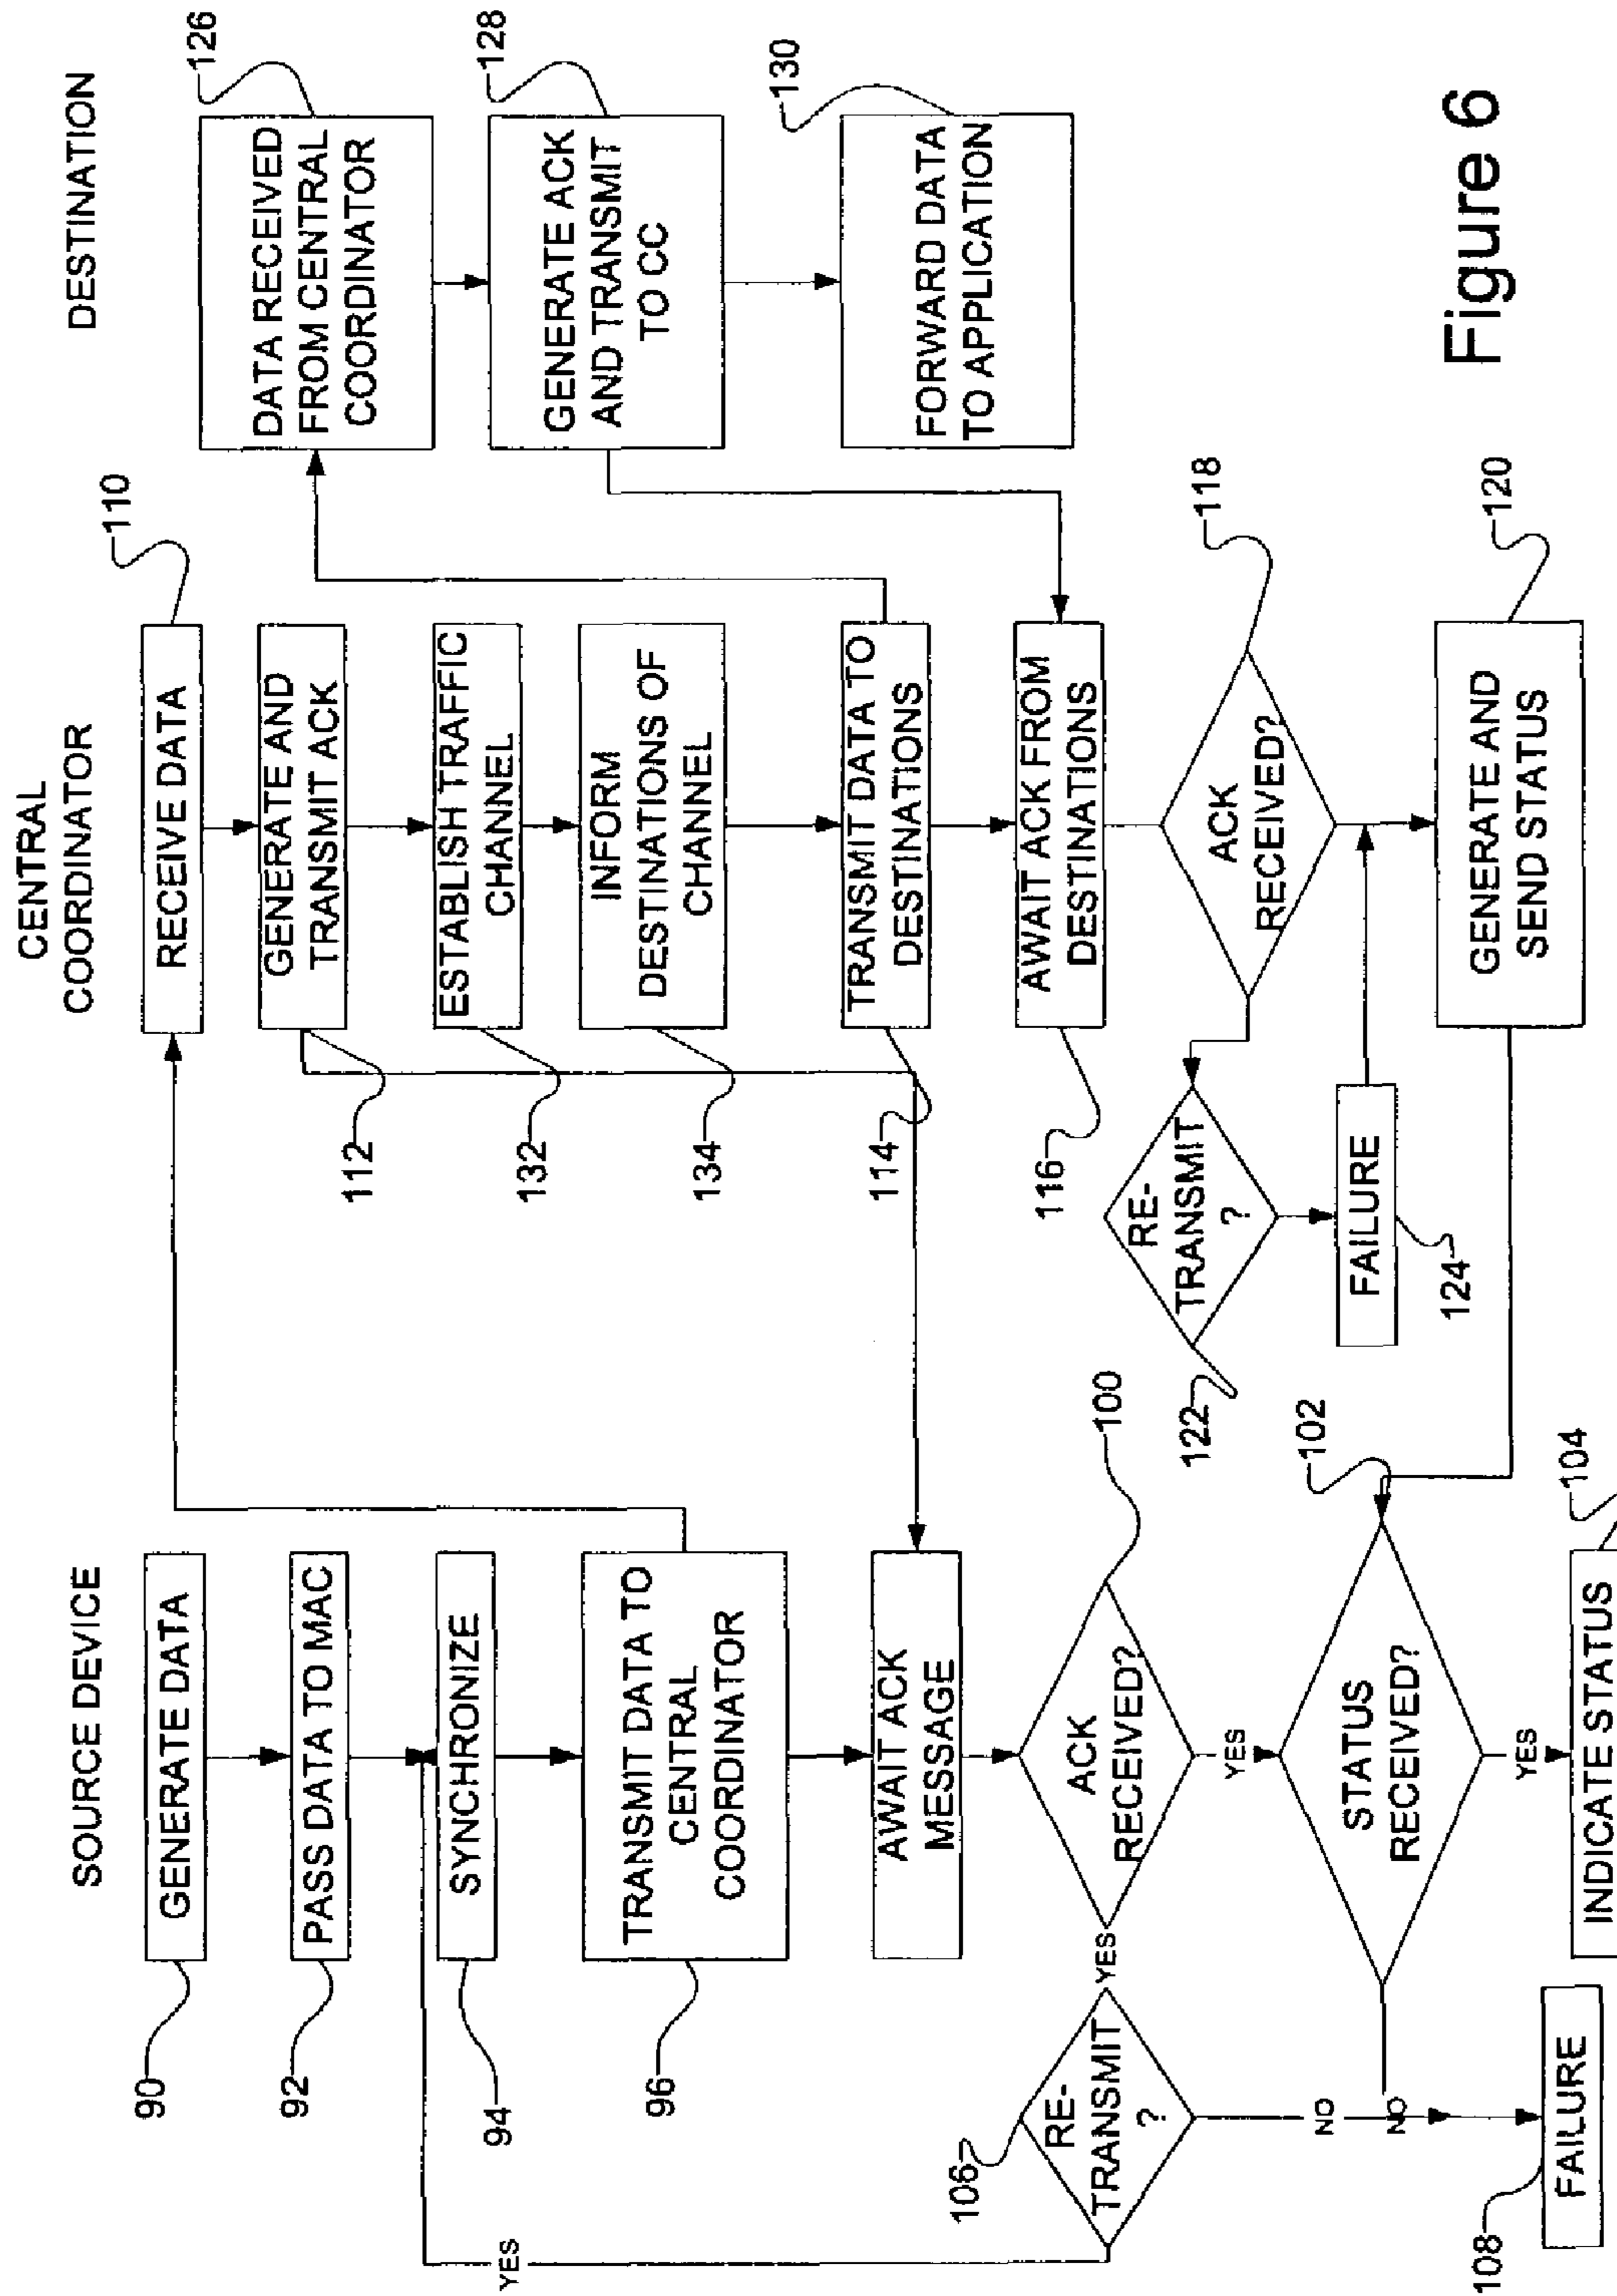 SOURCE DEVICE
90
GENERATE DATA
92
PASS DATA TO MAC
94
SYNCHRONIZE
96
TRANSMIT DATA TO
CENTRAL
COORDINATOR
AWAIT ACK
MESSAGE
ACK
RECEIVED?
100
YES
YES
106
RE-
TRANSMIT
?
YES
NO
NO
STATUS
RECEIVED?
102
YES
INDICATE STATUS
104
108
FAILURE
CENTRAL
COORDINATOR
RECEIVE DATA
110
GENERATE AND
TRANSMIT ACK
112
ESTABLISH TRAFFIC
CHANNEL
132
INFORM
DESTINATIONS OF
CHANNEL
134
TRANSMIT DATA TO
DESTINATIONS
114
AWAIT ACK FROM
DESTINATIONS
116
ACK
RECEIVED?
118
RE-
TRANSMIT
?
122
FAILURE
124
GENERATE AND
SEND STATUS
120
DESTINATION
DATA RECEIVED
FROM CENTRAL
COORDINATOR
126
GENERATE ACK
AND TRANSMIT
TO CC
128
FORWARD DATA
TO APPLICATION
130
Figure 6